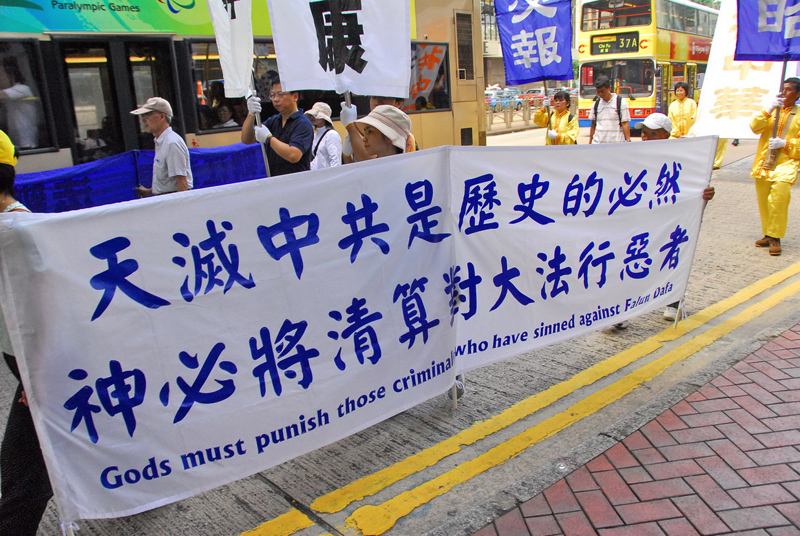 Paralympic Games
展
報
37A
天滅中共是歷史的必然
神必將清算對大法行惡者
Gods must punish those criminals who have sinned against Falun Dafa